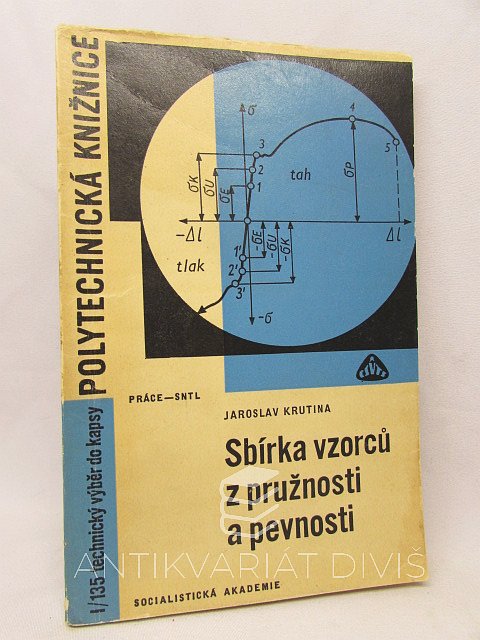 POLYTECHNICKÁ KNIŽNICE
I/135 technický výběr do kapsy
σ
3
2
1
4
5
tah
σK
σU
σE
σP
-Δl
Δl
tlak
1'
2'
3'
-σE
-σU
-σK
-σ
PRÁCE—SNTL
JAROSLAV KRUTINA
Sbírka vzorců
z pružnosti
a pevnosti
ANTIKVARIÁT DIVIŠ
SOCIALISTICKÁ AKADEMIE